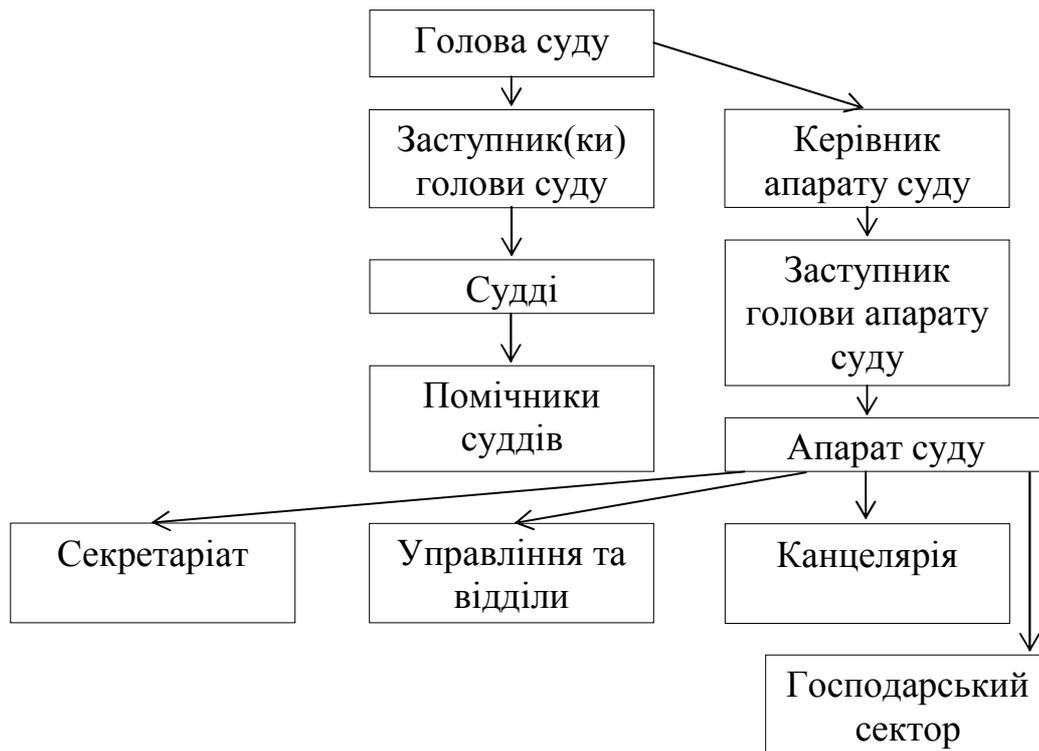 Голова суду
Заступник(ки)
голови суду
Керівник
апарату суду
Судді
Заступник
голови апарату
суду
Помічники
суддів
Апарат суду
Секретаріат
Управління та
відділи
Канцелярія
Господарський
сектор